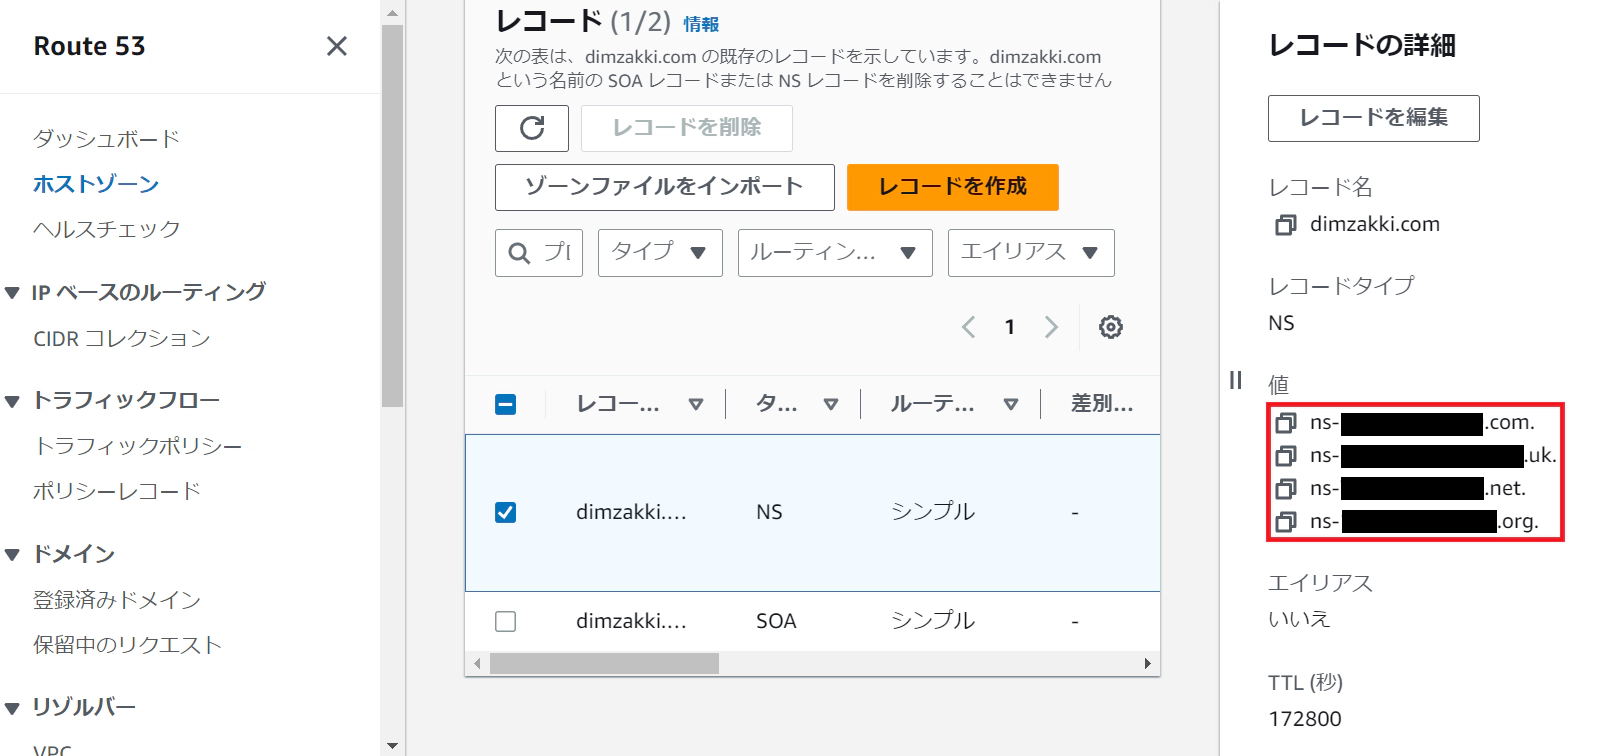 Route 53
ダッシュボード
ホストゾーン
ヘルスチェック
IP ベースのルーティング
CIDR コレクション
トラフィックフロー
トラフィックポリシー
ポリシーレコード
ドメイン
登録済みドメイン
保留中のリクエスト
リゾルバー
VPC
レコード (1/2) 情報
次の表は、dimzakki.com の既存のレコードを示しています。dimzakki.com
という名前の SOA レコードまたは NS レコードを削除することはできません
レコードを削除
ゾーンファイルをインポート レコードを作成
プ タイプ ルーティン... エイリアス
1
レコー... タ... ルーテ... 差別...
dimzakki.... NS シンプル -
dimzakki.... SOA シンプル -
レコードの詳細
レコードを編集
レコード名
dimzakki.com
レコードタイプ
NS
値
ns- .com.
ns- .uk.
ns- .net.
ns- .org.
エイリアス
いいえ
TTL (秒)
172800